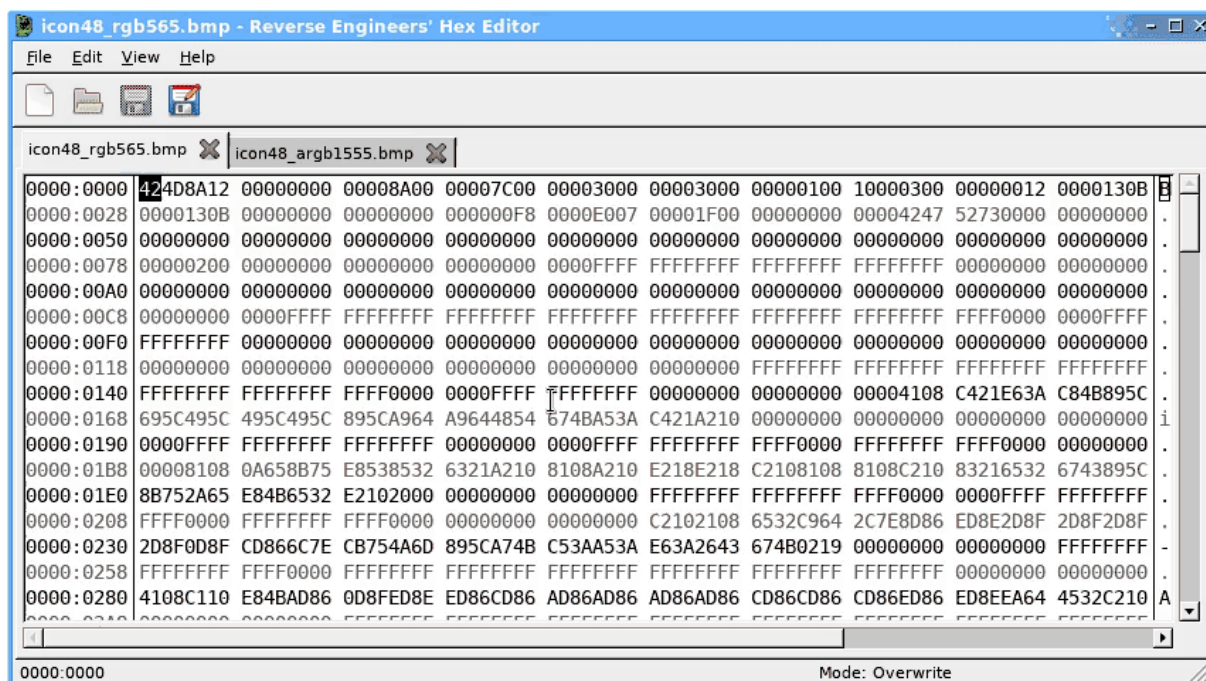 icon48_rgb565.bmp - Reverse Engineers' Hex Editor
File Edit View Help
icon48_rgb565.bmp icon48_argb1555.bmp
0000:0000 424D8A12 00000000 00008A00 00007C00 00003000 00003000 00000100 10000300 00000012 0000130B B
0000:0028 0000130B 00000000 00000000 000000F8 0000E007 00001F00 00000000 00004247 52730000 00000000 .
0000:0050 00000000 00000000 00000000 00000000 00000000 00000000 00000000 00000000 00000000 00000000 .
0000:0078 00000200 00000000 00000000 00000000 0000FFFF FFFFFFFF FFFFFFFF FFFFFFFF 00000000 00000000 .
0000:00A0 00000000 00000000 00000000 00000000 00000000 00000000 00000000 00000000 00000000 00000000 .
0000:00C8 00000000 0000FFFF FFFFFFFF FFFFFFFF FFFFFFFF FFFFFFFF FFFFFFFF FFFFFFFF FFFF0000 0000FFFF .
0000:00F0 FFFFFFFF 00000000 00000000 00000000 00000000 00000000 00000000 00000000 00000000 00000000 .
0000:0118 00000000 00000000 00000000 00000000 00000000 00000000 FFFFFFFF FFFFFFFF FFFFFFFF FFFFFFFF .
0000:0140 FFFFFFFF FFFFFFFF FFFF0000 0000FFFF FFFFFFFF 00000000 00000000 00004108 C421E63A C84B895C .
0000:0168 695C495C 495C495C 895CA964 A9644854 674BA53A C421A210 00000000 00000000 00000000 00000000 i
0000:0190 0000FFFF FFFFFFFF FFFFFFFF 00000000 0000FFFF FFFFFFFF FFFF0000 FFFFFFFF FFFF0000 00000000 .
0000:01B8 00008108 0A658B75 E8538532 6321A210 8108A210 E218E218 C2108108 8108C210 83216532 6743895C .
0000:01E0 8B752A65 E84B6532 E2102000 00000000 00000000 FFFFFFFF FFFFFFFF FFFF0000 0000FFFF FFFFFFFF .
0000:0208 FFFF0000 FFFFFFFF FFFF0000 00000000 00000000 C2102108 6532C964 2C7E8D86 ED8E2D8F 2D8F2D8F .
0000:0230 2D8F0D8F CD866C7E CB754A6D 895CA74B C53AA53A E63A2643 674B0219 00000000 00000000 FFFFFFFF -
0000:0258 FFFFFFFF FFFF0000 FFFFFFFF FFFFFFFF FFFFFFFF FFFFFFFF FFFFFFFF FFFFFFFF 00000000 00000000 .
0000:0280 4108C110 E84BAD86 0D8FED8E ED86CD86 AD86AD86 AD86AD86 CD86CD86 CD86ED86 ED8EEA64 4532C210 A
0000:0000 Mode: Overwrite